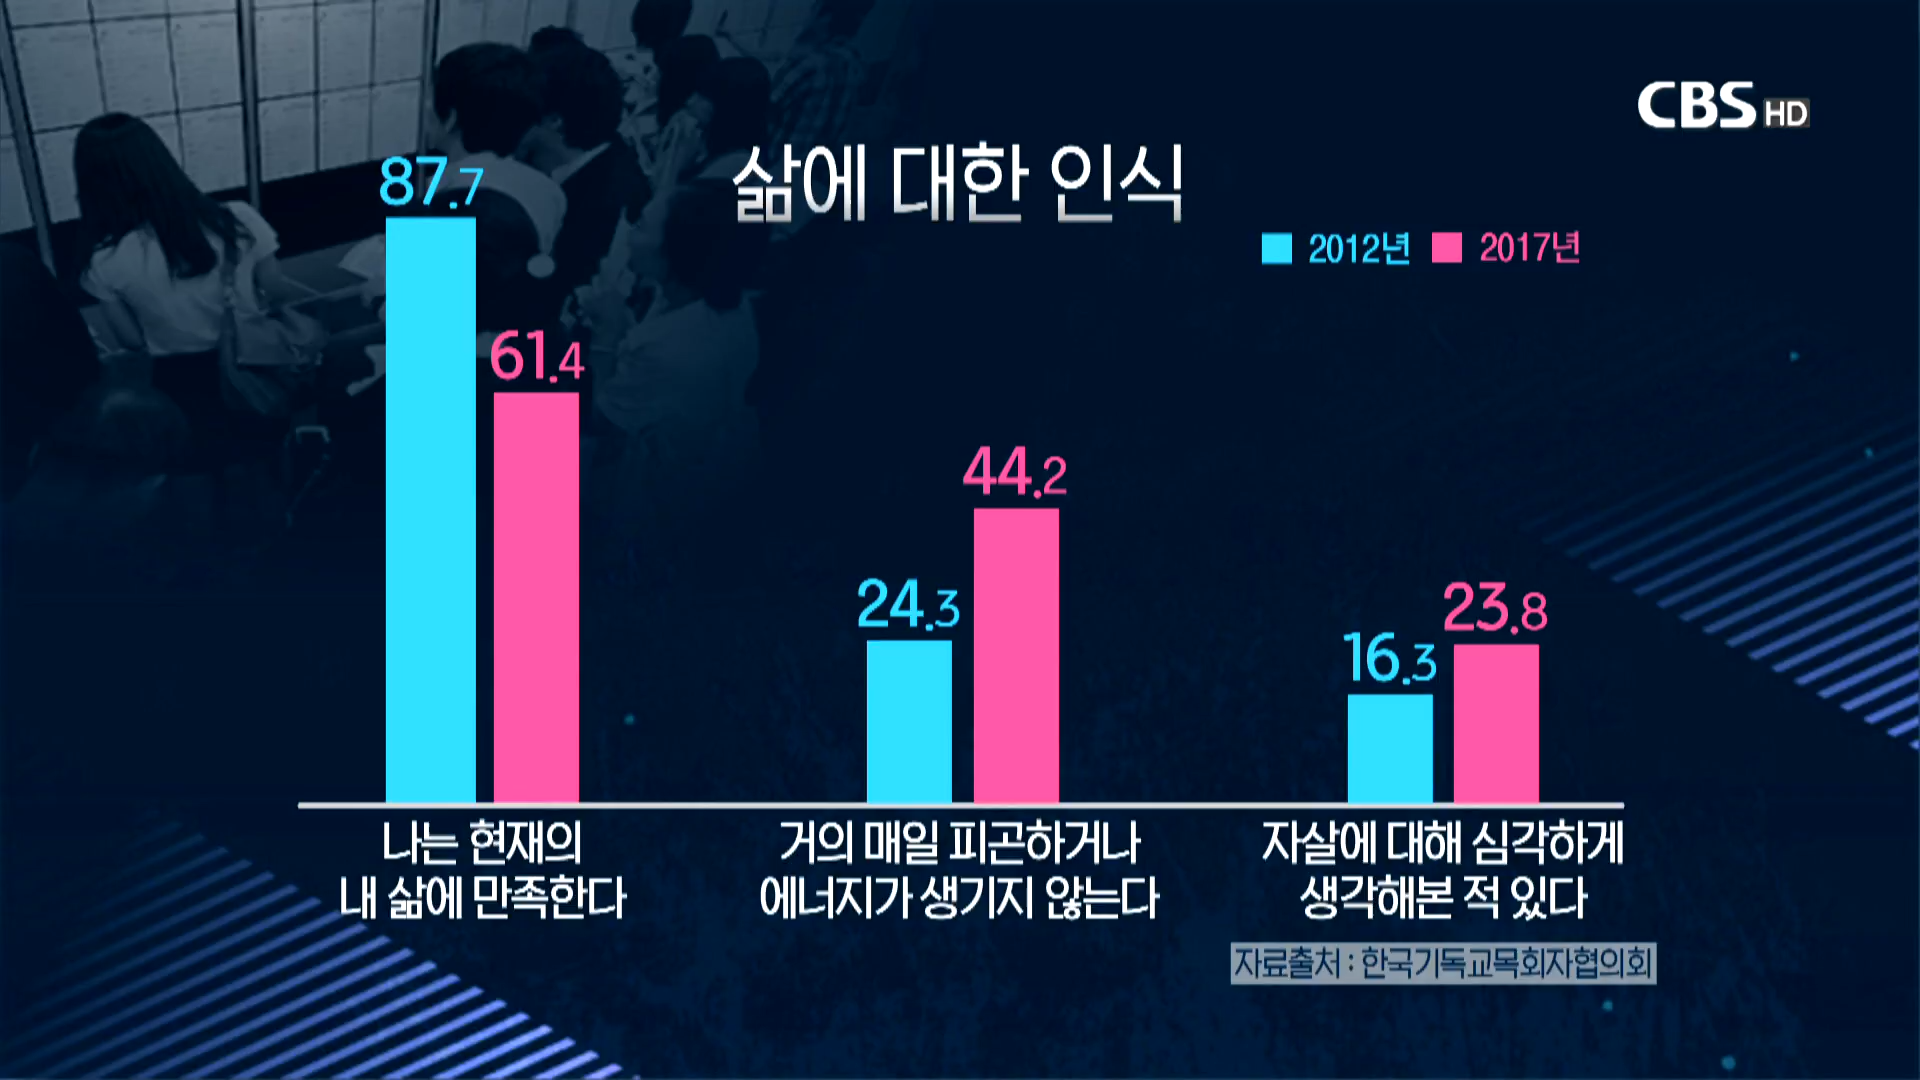 CBS HD
삶에 대한 인식
2012년 2017년
87.7
61.4
24.3
44.2
16.3
23.8
나는 현재의
내 삶에 만족한다
거의 매일 피곤하거나
에너지가 생기지 않는다
자살에 대해 심각하게
생각해본 적 있다
자료출처 : 한국기독교목회자협의회